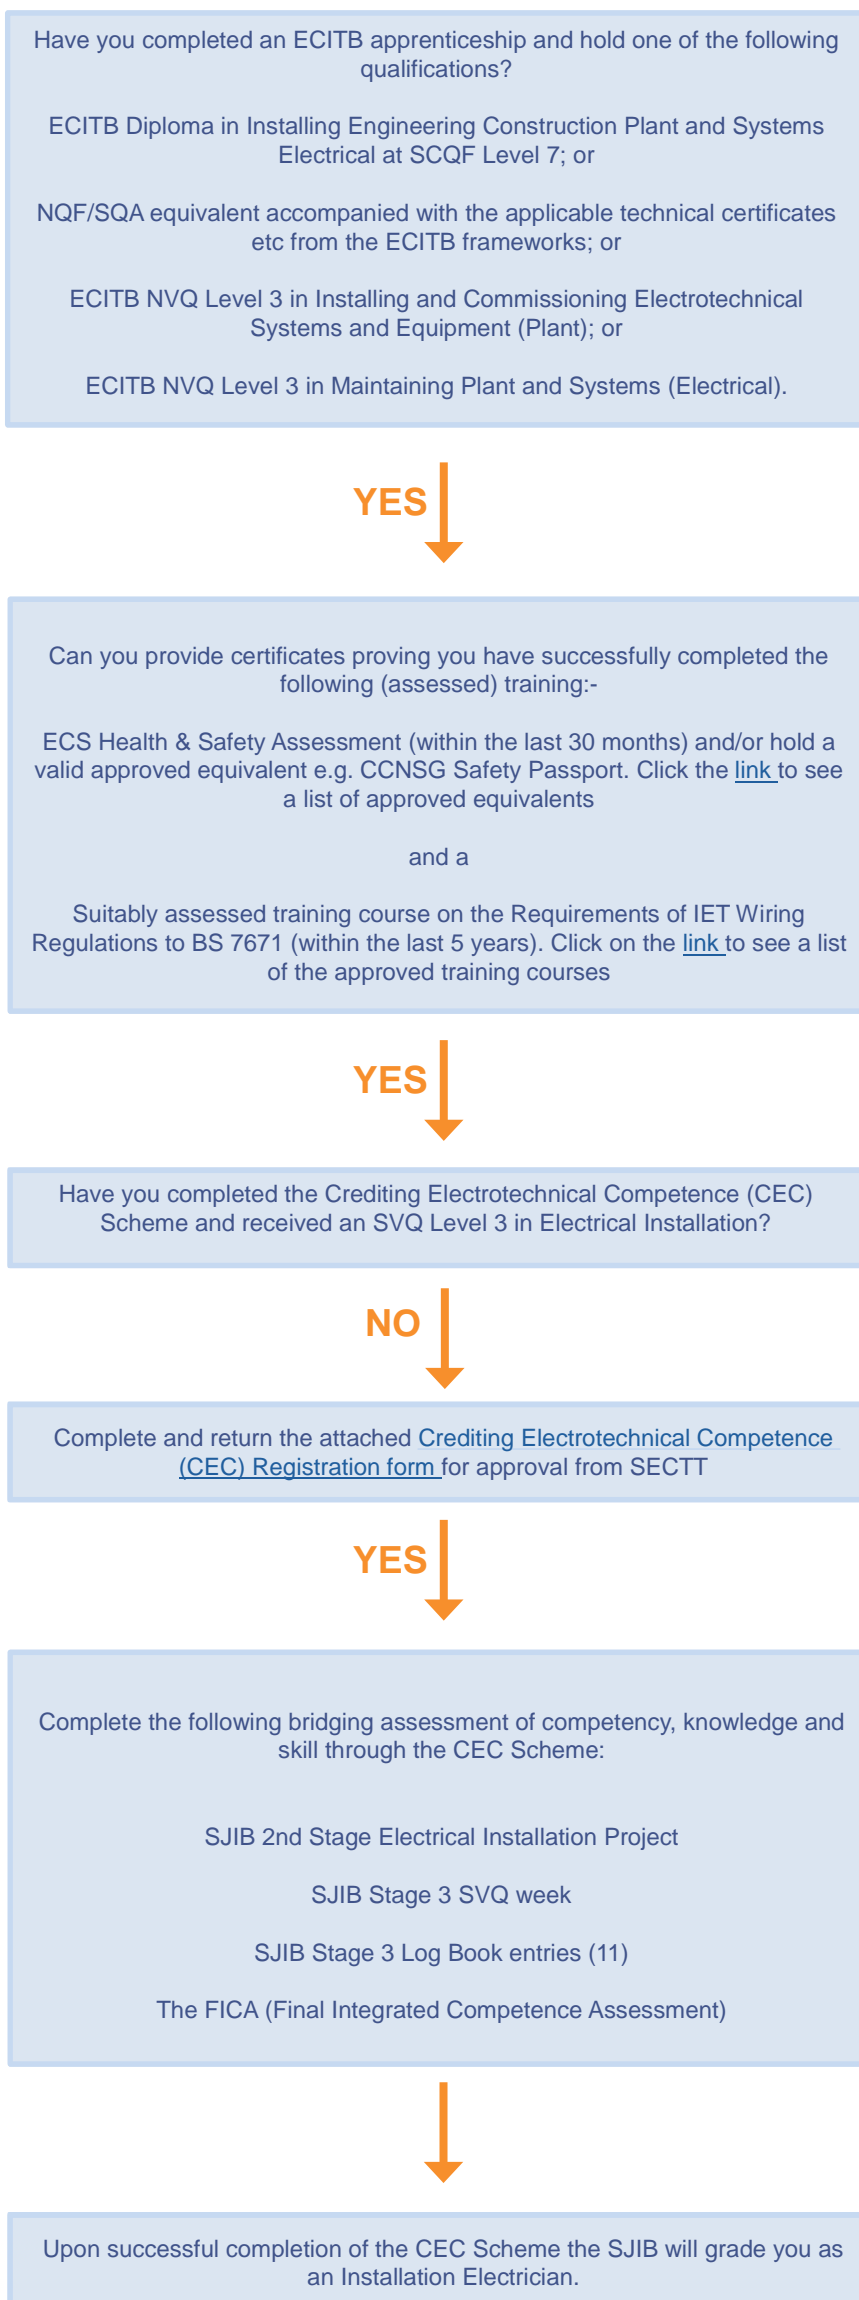 Have you completed an ECITB apprenticeship and hold one of the following
qualifications?
ECITB Diploma in Installing Engineering Construction Plant and Systems
Electrical at SCQF Level 7; or
NQF/SQA equivalent accompanied with the applicable technical certificates
etc from the ECITB frameworks; or
ECITB NVQ Level 3 in Installing and Commissioning Electrotechnical
Systems and Equipment (Plant); or
ECITB NVQ Level 3 in Maintaining Plant and Systems (Electrical).
YES
Can you provide certificates proving you have successfully completed the
following (assessed) training:-
ECS Health & Safety Assessment (within the last 30 months) and/or hold a
valid approved equivalent e.g. CCNSG Safety Passport. Click the link to see
a list of approved equivalents
and a
Suitably assessed training course on the Requirements of IET Wiring
Regulations to BS 7671 (within the last 5 years). Click on the link to see a list
of the approved training courses
YES
Have you completed the Crediting Electrotechnical Competence (CEC)
Scheme and received an SVQ Level 3 in Electrical Installation?
NO
Complete and return the attached Crediting Electrotechnical Competence
(CEC) Registration form for approval from SECTT
YES
Complete the following bridging assessment of competency, knowledge and
skill through the CEC Scheme:
SJIB 2nd Stage Electrical Installation Project
SJIB Stage 3 SVQ week
SJIB Stage 3 Log Book entries (11)
The FICA (Final Integrated Competence Assessment)
Upon successful completion of the CEC Scheme the SJIB will grade you as
an Installation Electrician.